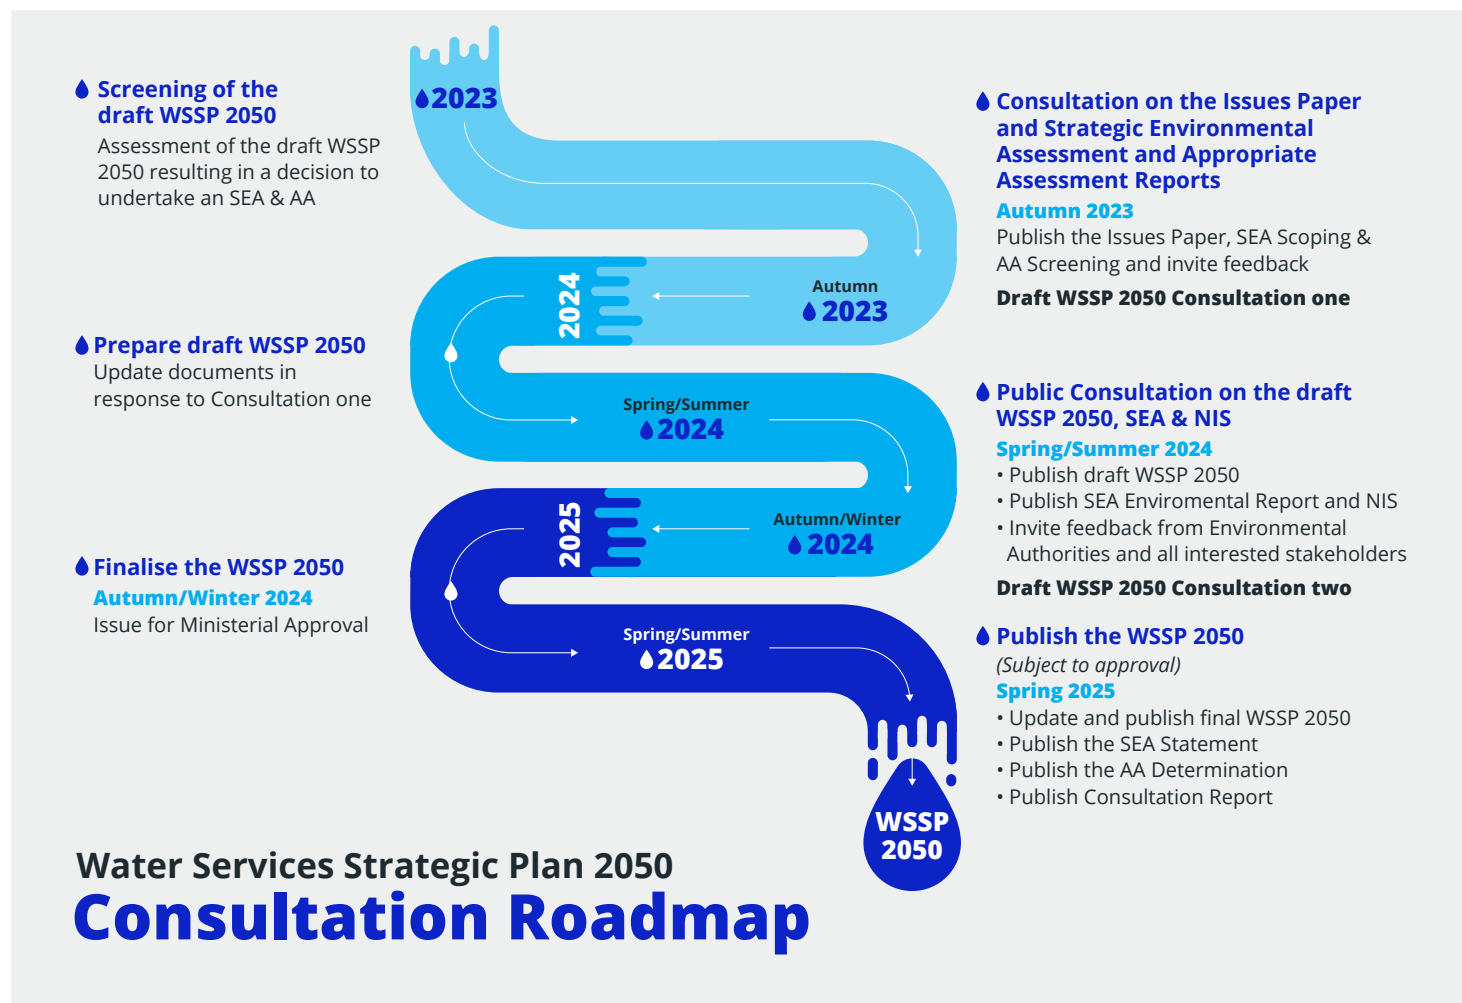 2023
Screening of the
draft WSSP 2050
Assessment of the draft WSSP
2050 resulting in a decision to
undertake an SEA & AA
Consultation on the Issues Paper
and Strategic Environmental
Assessment and Appropriate
Assessment Reports
Autumn 2023
Publish the Issues Paper, SEA Scoping &
AA Screening and invite feedback
Draft WSSP 2050 Consultation one
Autumn
2023
2024
Prepare draft WSSP 2050
Update documents in
response to Consultation one
Spring/Summer
2024
Public Consultation on the draft
WSSP 2050, SEA & NIS
Spring/Summer 2024
• Publish draft WSSP 2050
• Publish SEA Enviromental Report and NIS
• Invite feedback from Environmental
Authorities and all interested stakeholders
Draft WSSP 2050 Consultation two
Autumn/Winter
2024
2025
Finalise the WSSP 2050
Autumn/Winter 2024
Issue for Ministerial Approval
Spring/Summer
2025
Publish the WSSP 2050
(Subject to approval)
Spring 2025
• Update and publish final WSSP 2050
• Publish the SEA Statement
• Publish the AA Determination
• Publish Consultation Report
WSSP
2050
Water Services Strategic Plan 2050
Consultation Roadmap